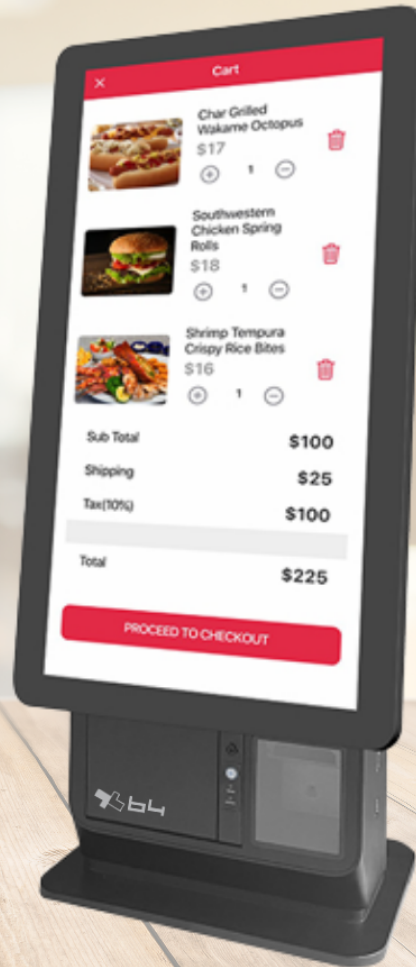 Cart
Char Grilled
Wakame Octopus
$17
1
Southwestern
Chicken Spring
Rolls
$18
1
Shrimp Tempura
Crispy Rice Bites
$16
1
Sub Total $100
Shipping $25
Tax(10%) $100
Total $225
PROCEED TO CHECKOUT
b4